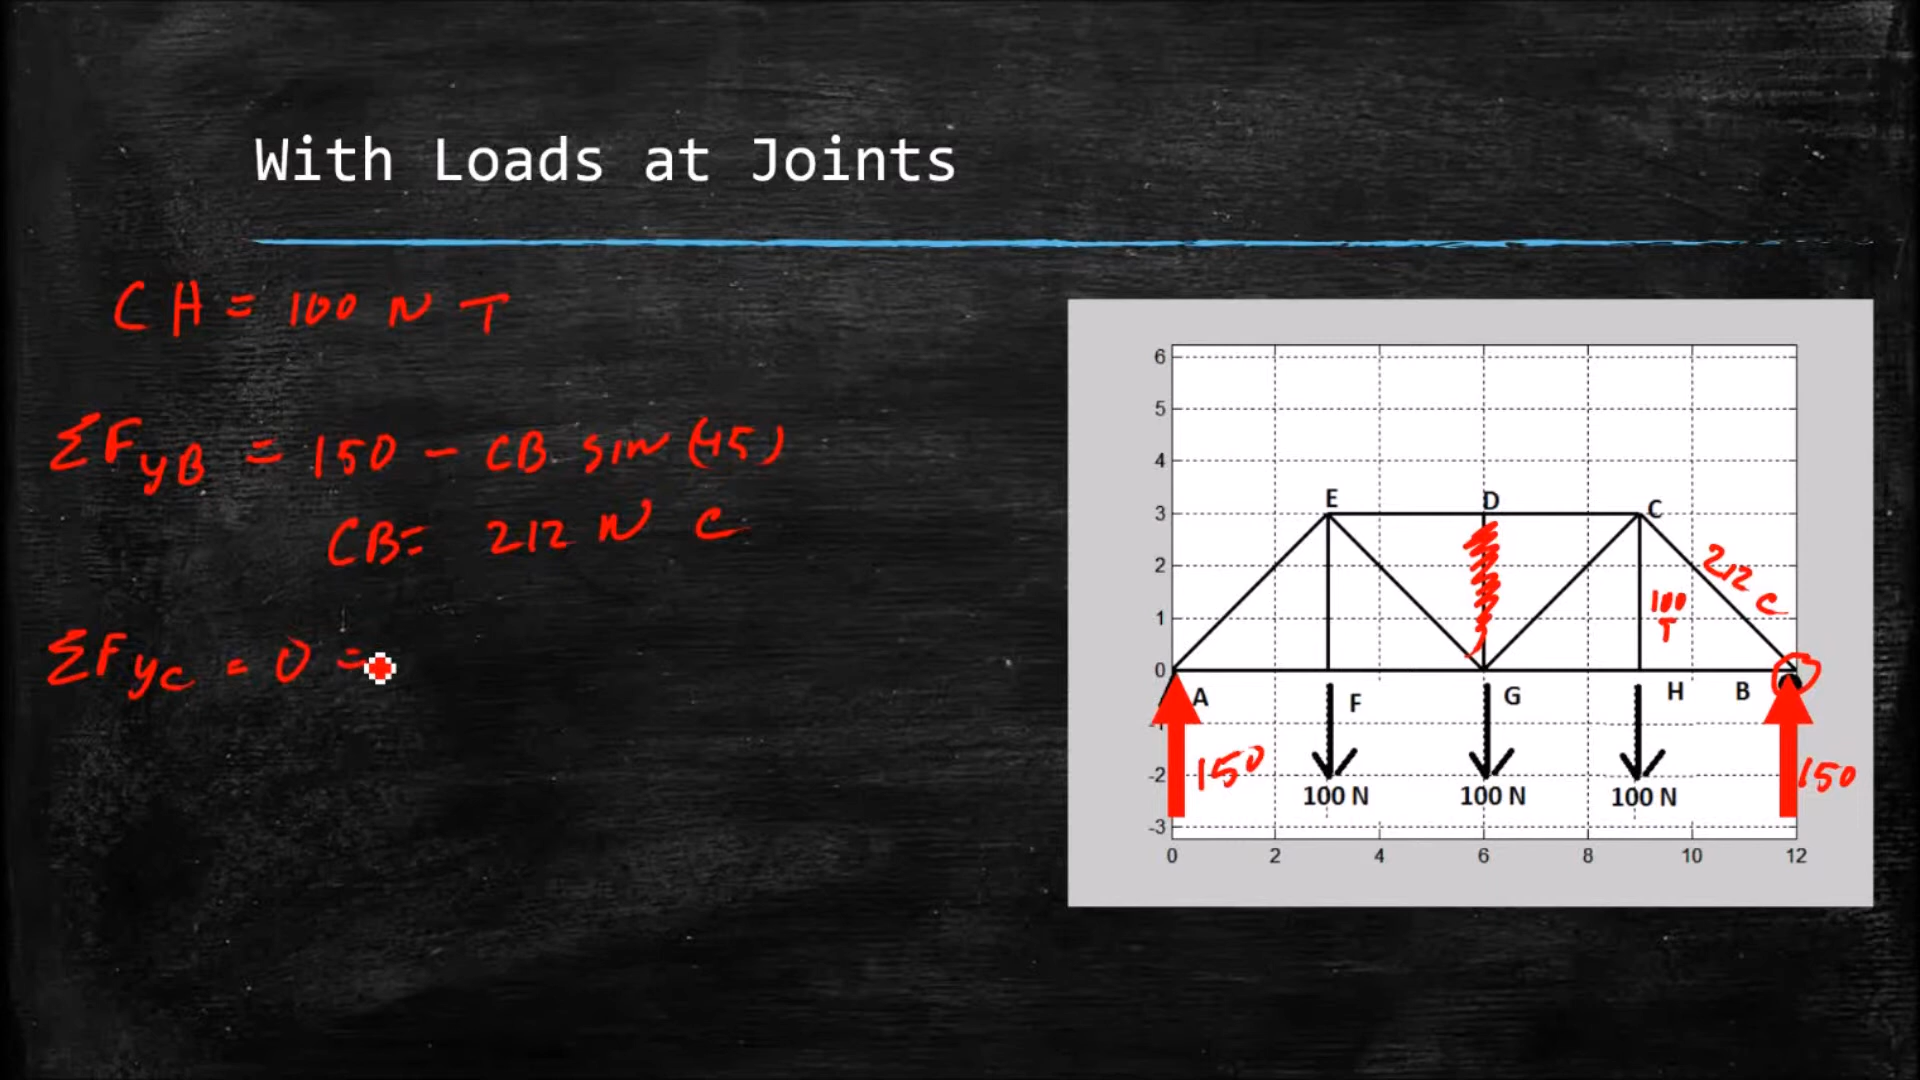 With Loads at Joints
CH = 100 N T
ΣFyB = 150 - CB sin (45)
CB = 212 N C
ΣFyC = 0 =
6
5
4
3
2
1
0
-1
-2
-3
0 2 4 6 8 10 12
E D C
212 C
100
T
A F G H B
150
150
100 N 100 N 100 N